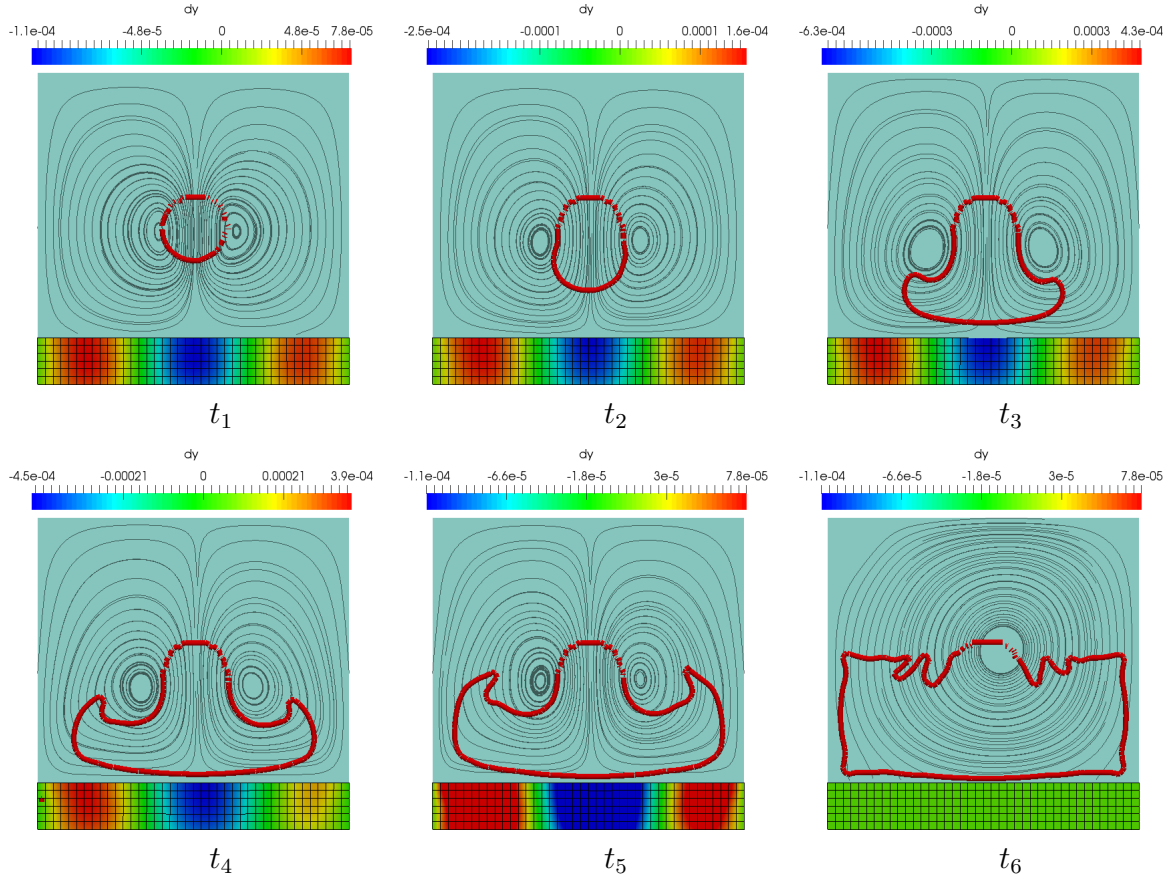 dy
-1.1e-04 -4.8e-5 0 4.8e-5 7.8e-05
dy
-2.5e-04 -0.0001 0 0.0001 1.6e-04
dy
-6.3e-04 -0.0003 0 0.0003 4.3e-04
t1
t2
t3
dy
-4.5e-04 -0.00021 0 0.00021 3.9e-04
dy
-1.1e-04 -6.6e-5 -1.8e-5 3e-5 7.8e-05
dy
-1.1e-04 -6.6e-5 -1.8e-5 3e-5 7.8e-05
t4
t5
t6